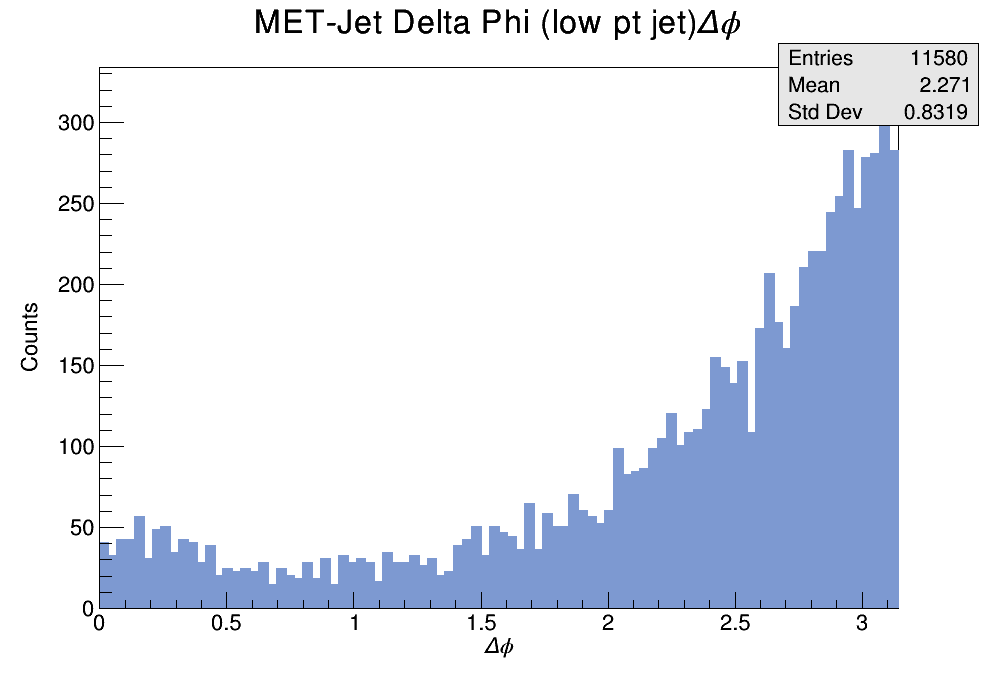 MET-Jet Delta Phi (low pt jet)Δϕ
Entries 11580
Mean 2.271
Std Dev 0.8319
300
250
200
150
100
50
0
Counts
0 0.5 1 1.5 2 2.5 3
Δϕ